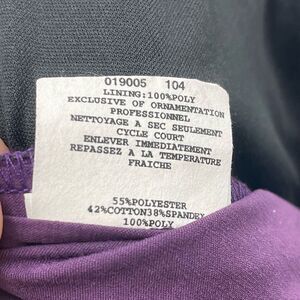 019005 104
LINING:100%POLY
EXCLUSIVE OF ORNAMENTATION
PROFESSIONNEL
NETTOYAGE A SEC SEULEMENT
CYCLE COURT
ENLEVER IMMEDIATEMENT
REPASSEZ A LA TEMPERATURE
FRAICHE
55%POLYESTER
42%COTTON38%SPANDEX
100%POLY